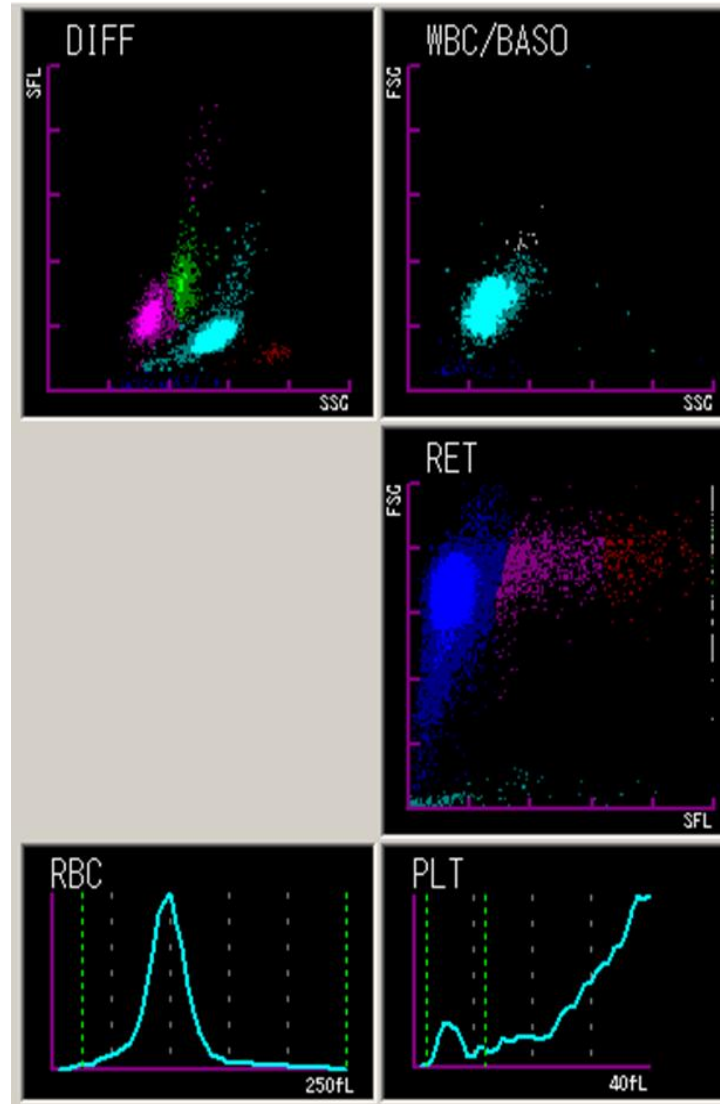 DIFF
SFL
SSC
WBC/BASO
FSC
SSC
RET
FSC
SFL
RBC
250fL
PLT
40fL